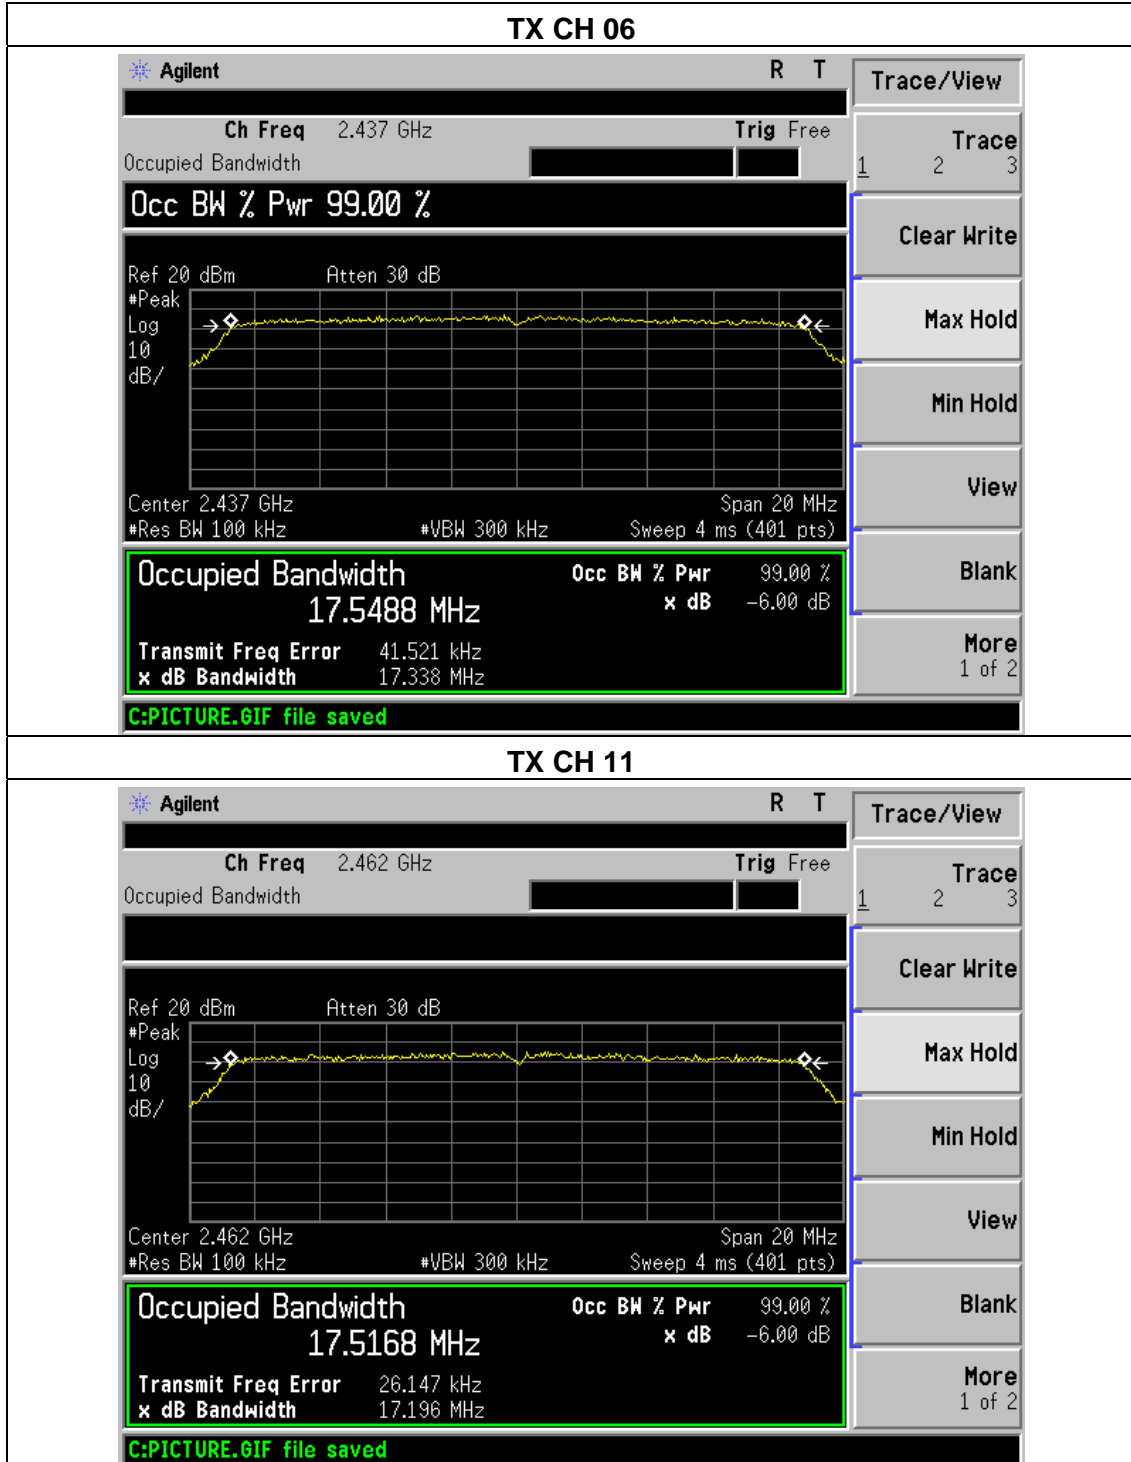 TX CH 06
Agilent R T
Trace/View
Ch Freq 2.437 GHz Trig Free
Occupied Bandwidth
Trace
1 2 3
Occ BW % Pwr 99.00 %
Clear Write
Ref 20 dBm Atten 30 dB
#Peak
Log
10
dB/
Max Hold
Min Hold
View
Center 2.437 GHz Span 20 MHz
#Res BW 100 kHz #VBW 300 kHz Sweep 4 ms (401 pts)
Occupied Bandwidth Occ BW % Pwr 99.00 %
17.5488 MHz x dB -6.00 dB
Blank
Transmit Freq Error 41.521 kHz
x dB Bandwidth 17.338 MHz
More
1 of 2
C:PICTURE.GIF file saved
TX CH 11
Agilent R T
Trace/View
Ch Freq 2.462 GHz Trig Free
Occupied Bandwidth
Trace
1 2 3
Clear Write
Ref 20 dBm Atten 30 dB
#Peak
Log
10
dB/
Max Hold
Min Hold
View
Center 2.462 GHz Span 20 MHz
#Res BW 100 kHz #VBW 300 kHz Sweep 4 ms (401 pts)
Occupied Bandwidth Occ BW % Pwr 99.00 %
17.5168 MHz x dB -6.00 dB
Blank
Transmit Freq Error 26.147 kHz
x dB Bandwidth 17.196 MHz
More
1 of 2
C:PICTURE.GIF file saved